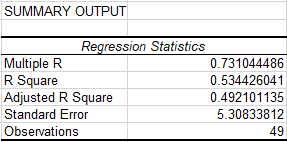 SUMMARY OUTPUT
Regression Statistics
Multiple R 0.731044486
R Square 0.534426041
Adjusted R Square 0.492101135
Standard Error 5.30833812
Observations 49